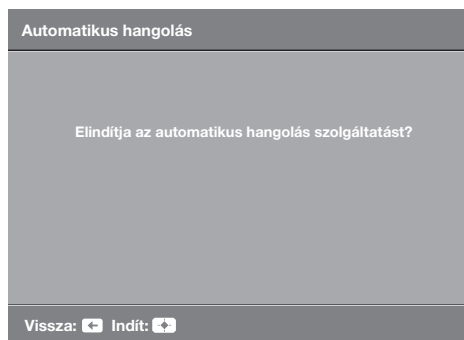 Automatikus hangolás
Elindítja az automatikus hangolás szolgáltatást?
Vissza: Indít: